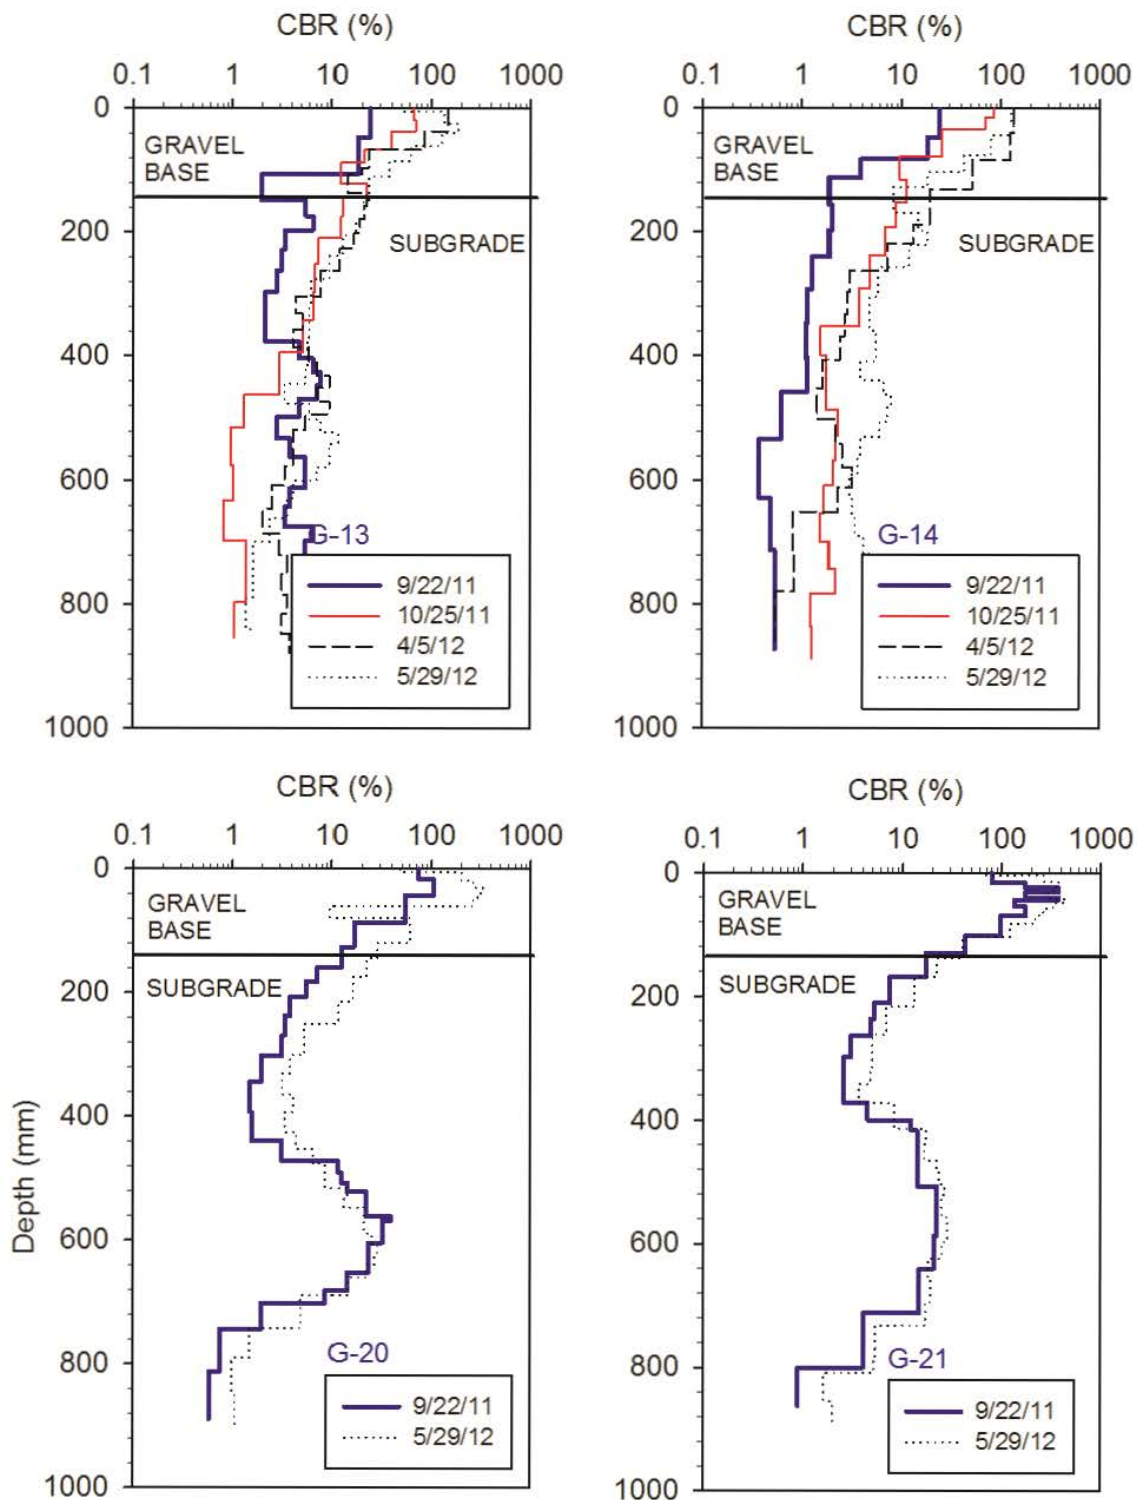 CBR (%)
0.1 1 10 100 1000
0
200
400
600
800
1000
GRAVEL
BASE
SUBGRADE
G-13
9/22/11
10/25/11
4/5/12
5/29/12
CBR (%)
0.1 1 10 100 1000
0
200
400
600
800
1000
GRAVEL
BASE
SUBGRADE
G-14
9/22/11
10/25/11
4/5/12
5/29/12
CBR (%)
0.1 1 10 100 1000
Depth (mm)
0
200
400
600
800
1000
GRAVEL
BASE
SUBGRADE
G-20
9/22/11
5/29/12
CBR (%)
0.1 1 10 100 1000
0
200
400
600
800
1000
GRAVEL
BASE
SUBGRADE
G-21
9/22/11
5/29/12